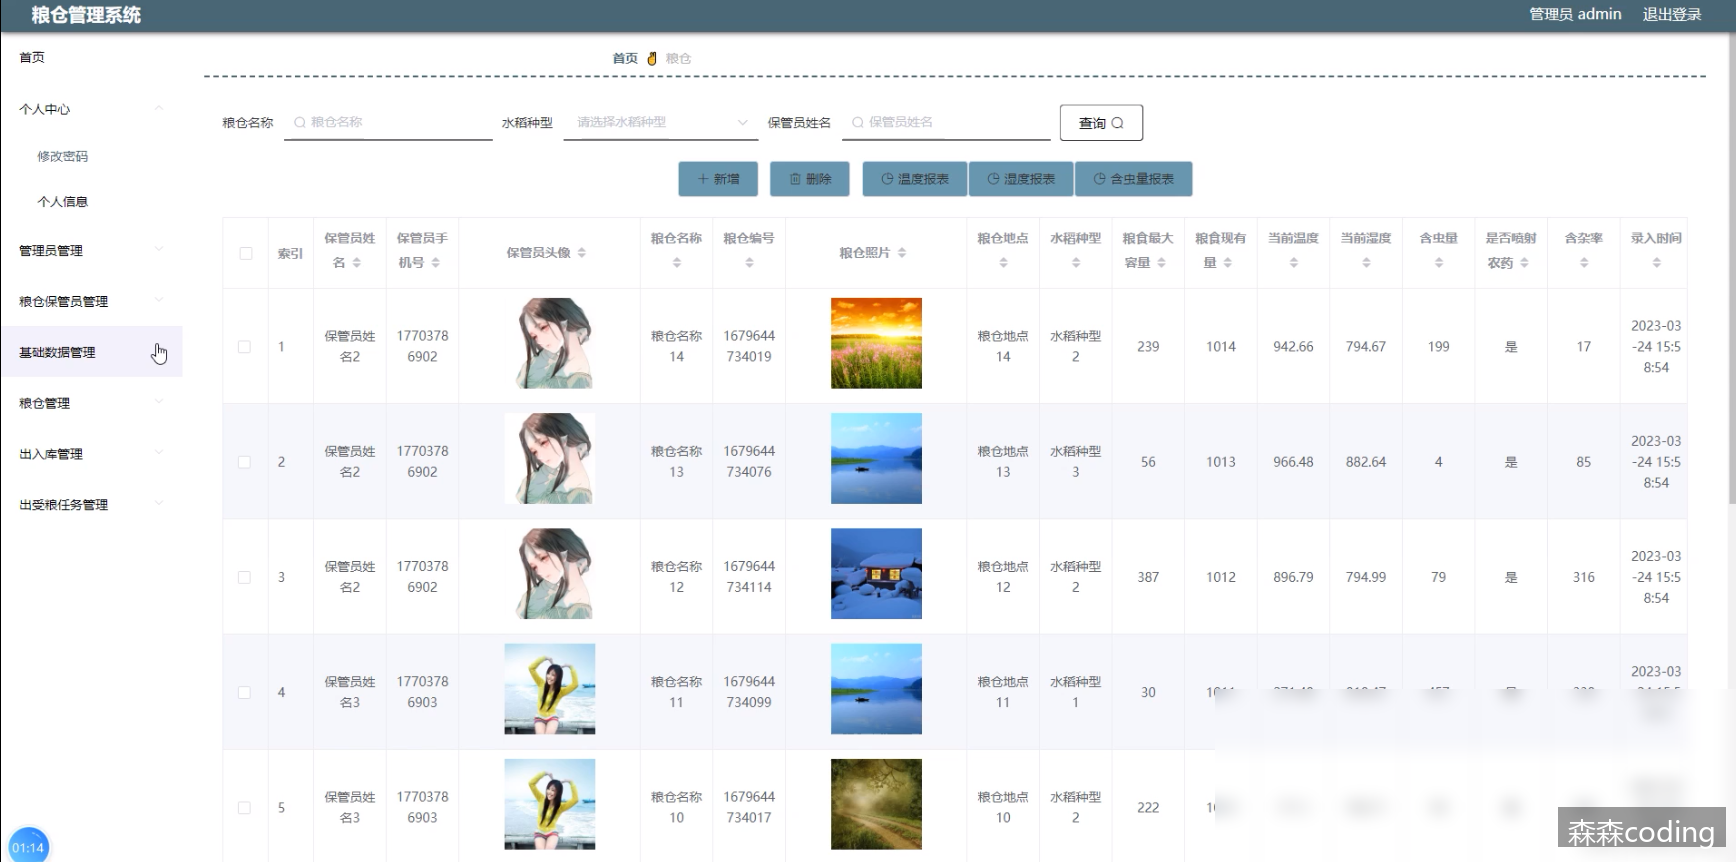 粮仓管理系统
管理员 admin 退出登录
首页
首页 粮仓
个人中心
修改密码
个人信息
管理员管理
粮仓保管员管理
基础数据管理
粮仓管理
出入库管理
出受粮任务管理
粮仓名称 粮仓名称 水稻种型 请选择水稻种型 保管员姓名 保管员姓名 查询
新增 删除 温度报表 湿度报表 含虫量报表
索引 保管员姓名 保管员手机号 保管员头像 粮仓名称 粮仓编号 粮仓照片 粮仓地点 水稻种型 粮食最大容量 粮食现有量 当前温度 当前湿度 含虫量 是否喷射农药 含杂率 录入时间
1 保管员姓名2 17703786902 粮仓名称14 1679644734019 粮仓地点14 水稻种型2 239 1014 942.66 794.67 199 是 17 2023-03-24 15:58:54
2 保管员姓名2 17703786902 粮仓名称13 1679644734076 粮仓地点13 水稻种型3 56 1013 966.48 882.64 4 是 85 2023-03-24 15:58:54
3 保管员姓名2 17703786902 粮仓名称12 1679644734114 粮仓地点12 水稻种型2 387 1012 896.79 794.99 79 是 316 2023-03-24 15:58:54
4 保管员姓名3 17703786903 粮仓名称11 1679644734099 粮仓地点11 水稻种型1 30 2023-03
5 保管员姓名3 17703786903 粮仓名称10 1679644734017 粮仓地点10 水稻种型2 222
01:14
森森coding